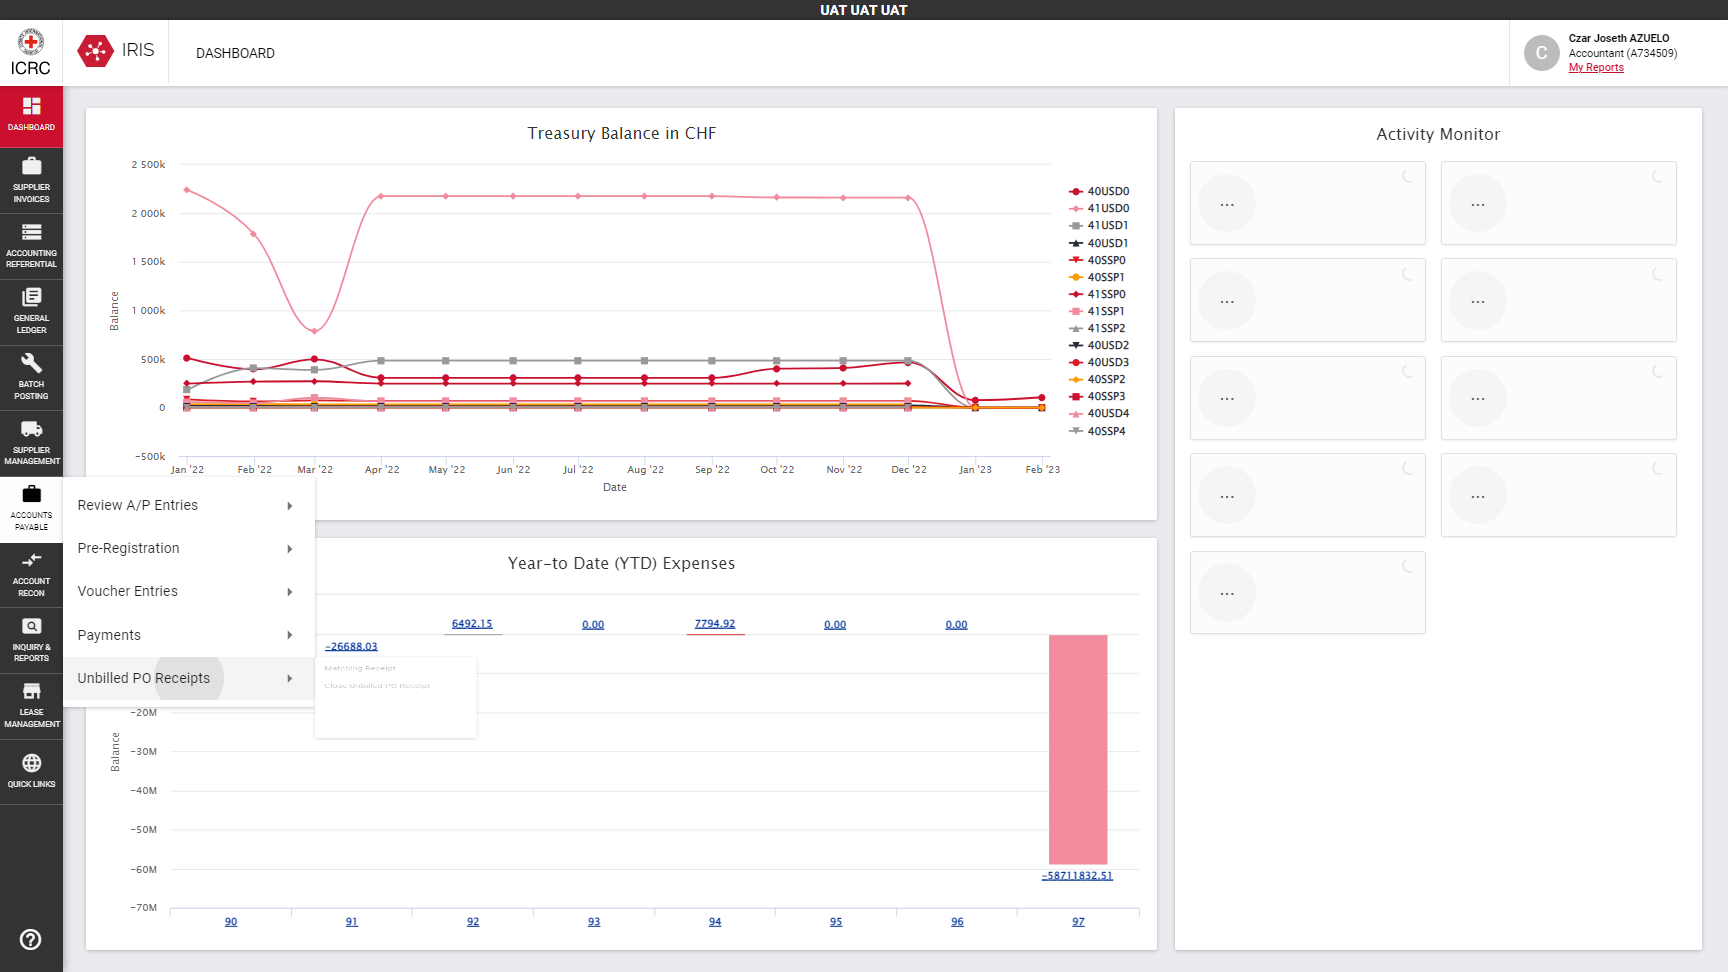 UAT UAT UAT
ICRC
IRIS
DASHBOARD
C
Czar Joseth AZUELO
Accountant (A734509)
My Reports
DASHBOARD
SUPPLIER
INVOICES
ACCOUNTING
REFERENTIAL
GENERAL
LEDGER
BATCH
POSTING
SUPPLIER
MANAGEMENT
ACCOUNTS
PAYABLE
ACCOUNT
RECON
INQUIRY &
REPORTS
LEASE
MANAGEMENT
QUICK LINKS
Review A/P Entries
Pre-Registration
Voucher Entries
Payments
Unbilled PO Receipts
Matching Receipt
Close Unbilled PO Receipt
Treasury Balance in CHF
2 500k
2 000k
1 500k
1 000k
500k
0
-500k
Balance
Jan '22
Feb '22
Mar '22
Apr '22
May '22
Jun '22
Jul '22
Aug '22
Sep '22
Oct '22
Nov '22
Dec '22
Jan '23
Feb '23
Date
40USD0
41USD0
41USD1
40USD1
40SSP0
40SSP1
41SSP0
41SSP1
41SSP2
40USD2
40USD3
40SSP2
40SSP3
40USD4
40SSP4
Year-to Date (YTD) Expenses
-26688.03
6492.15
0.00
7794.92
0.00
0.00
-58711832.51
-20M
-30M
-40M
-50M
-60M
-70M
Balance
90
91
92
93
94
95
96
97
Activity Monitor
...
...
...
...
...
...
...
...
...